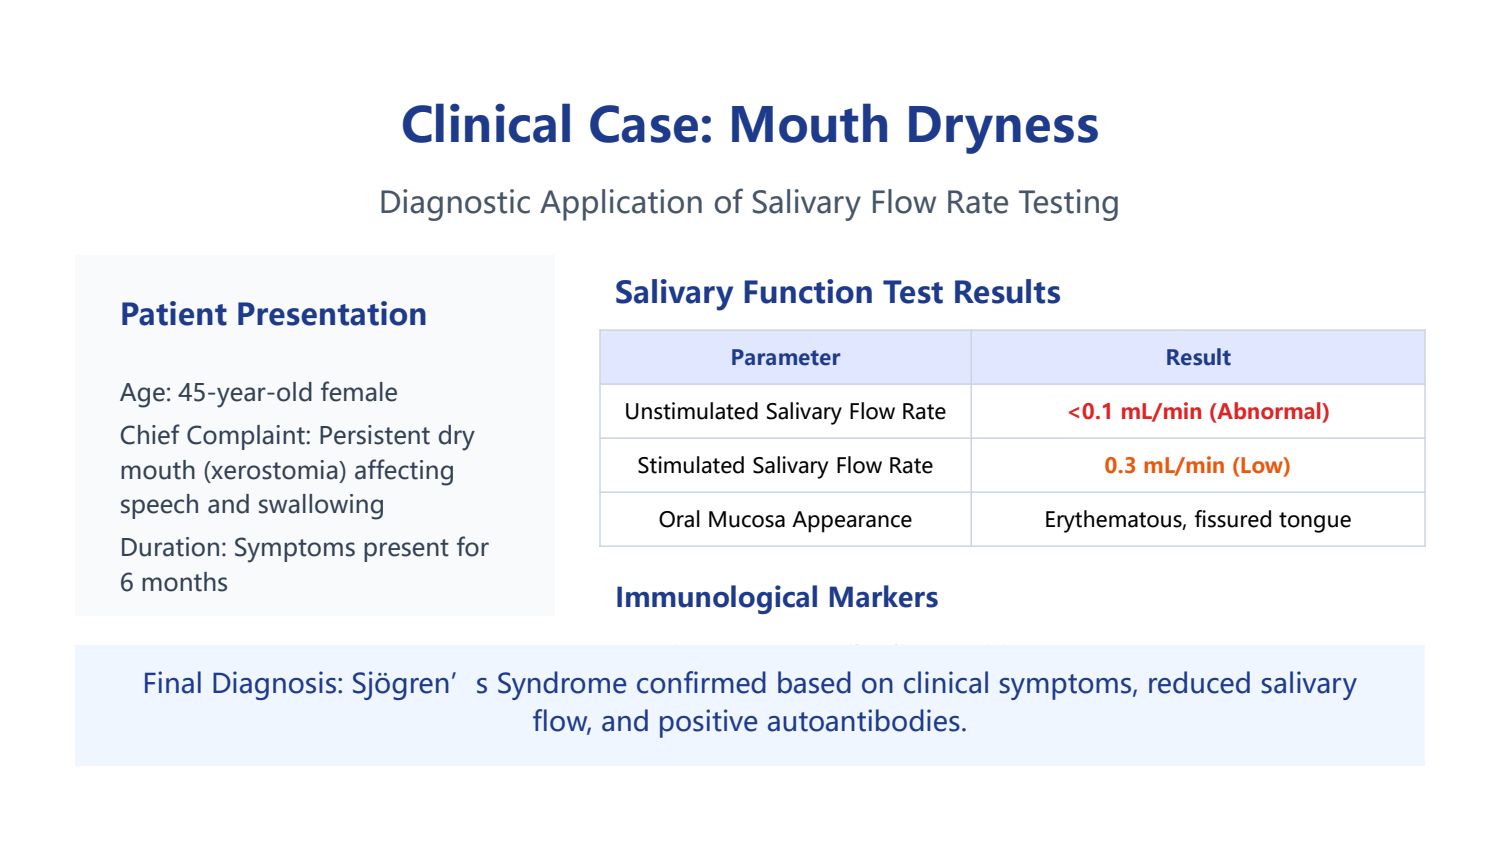 Clinical Case: Mouth Dryness
Diagnostic Application of Salivary Flow Rate Testing
Patient Presentation
Age: 45-year-old female
Chief Complaint: Persistent dry
mouth (xerostomia) affecting
speech and swallowing
Duration: Symptoms present for
6 months
Salivary Function Test Results
Parameter Result
Unstimulated Salivary Flow Rate <0.1 mL/min (Abnormal)
Stimulated Salivary Flow Rate 0.3 mL/min (Low)
Oral Mucosa Appearance Erythematous, fissured tongue
Immunological Markers
Final Diagnosis: Sjögren’s Syndrome confirmed based on clinical symptoms, reduced salivary
flow, and positive autoantibodies.